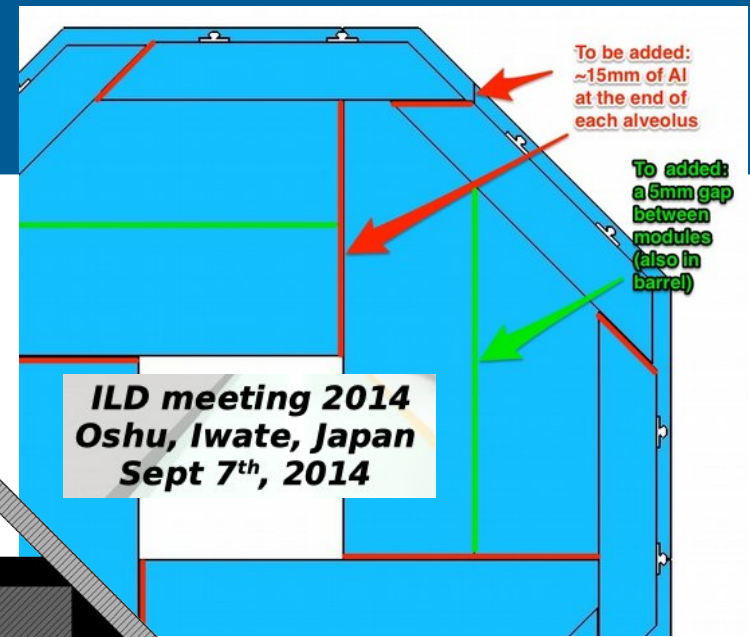 To be added:
~15mm of Al
at the end of
each alveolus
To added:
a 5mm gap
between
modules
(also in
barrel)
ILD meeting 2014
Oshu, Iwate, Japan
Sept 7th, 2014